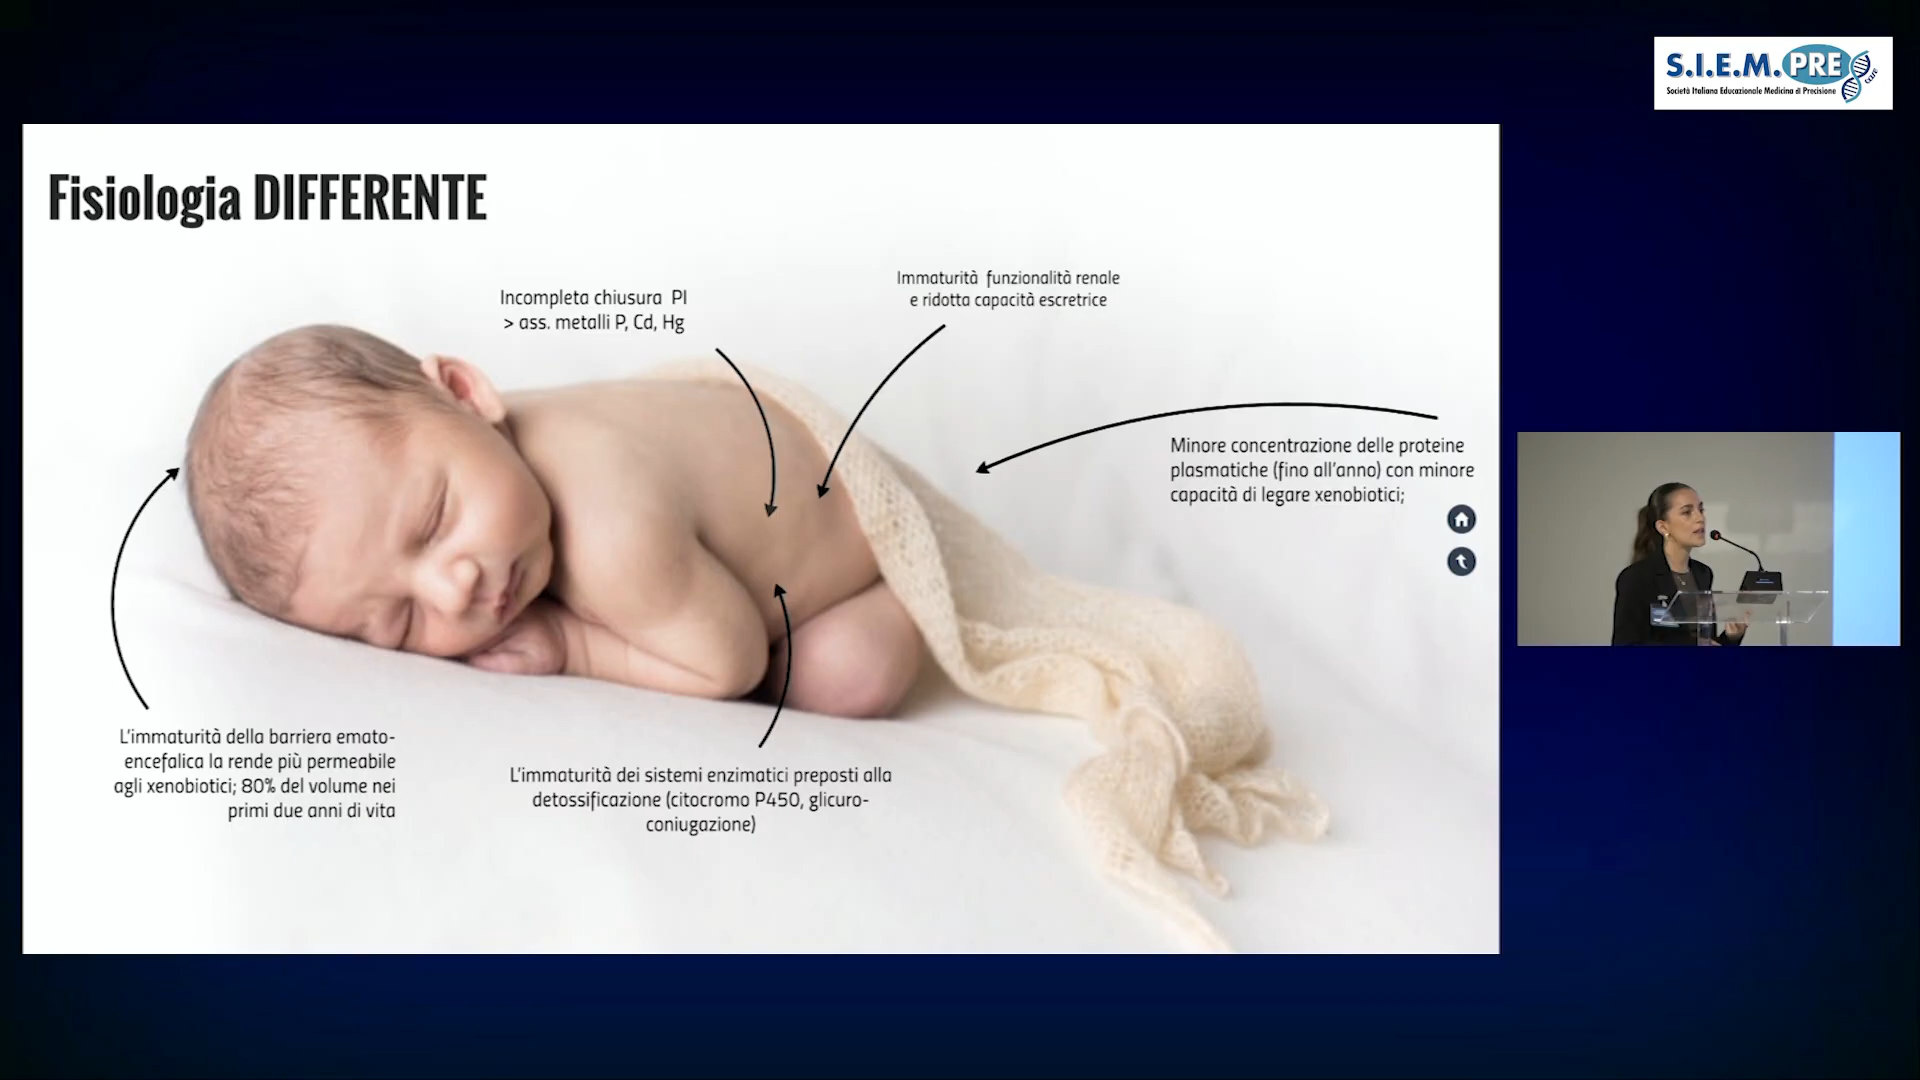 S.I.E.M.PRE
care
Società Italiana Educazionale Medicina di Precisione
Fisiologia DIFFERENTE
Incompleta chiusura PI
> ass. metalli P, Cd, Hg
Immaturità funzionalità renale
e ridotta capacità escretrice
Minore concentrazione delle proteine
plasmatiche (fino all'anno) con minore
capacità di legare xenobiotici;
L'immaturità della barriera emato-
encefalica la rende più permeabile
agli xenobiotici; 80% del volume nei
primi due anni di vita
L'immaturità dei sistemi enzimatici preposti alla
detossificazione (citocromo P450, glicuro-
coniugazione)